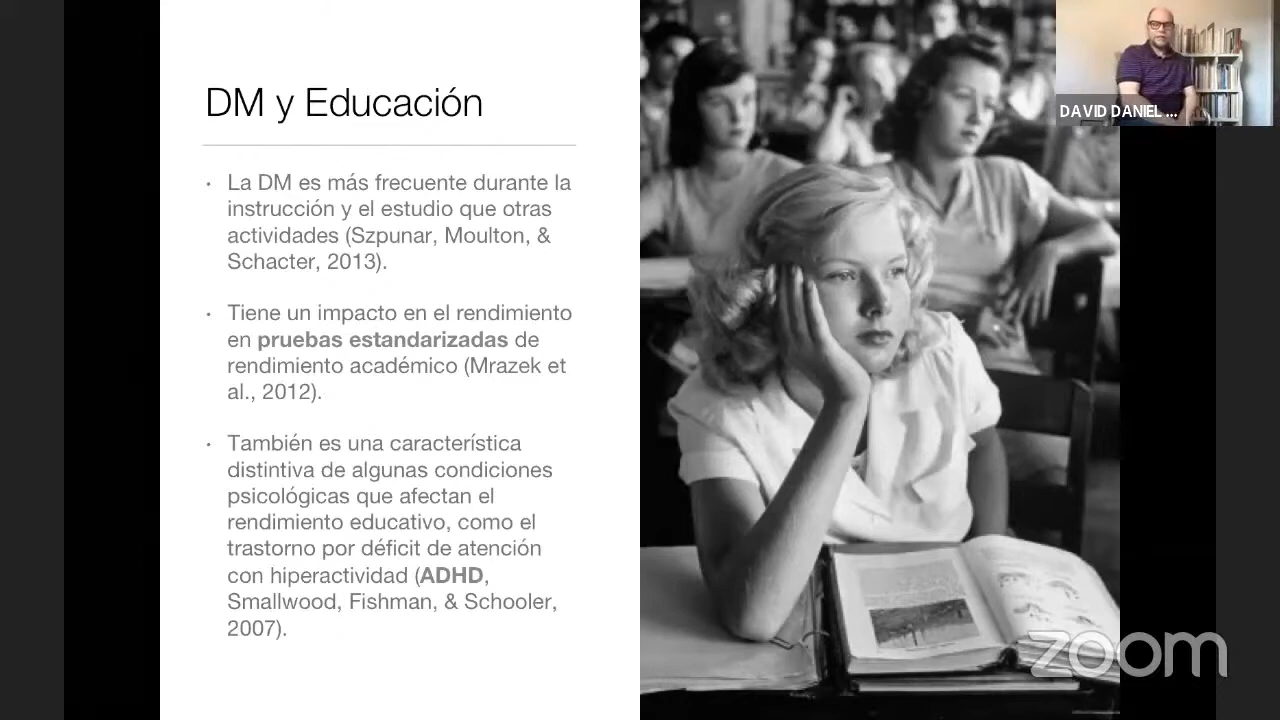 DM y Educación
• La DM es más frecuente durante la
instrucción y el estudio que otras
actividades (Szpunar, Moulton, &
Schacter, 2013).
• Tiene un impacto en el rendimiento
en pruebas estandarizadas de
rendimiento académico (Mrazek et
al., 2012).
• También es una característica
distintiva de algunas condiciones
psicológicas que afectan el
rendimiento educativo, como el
trastorno por déficit de atención
con hiperactividad (ADHD,
Smallwood, Fishman, & Schooler,
2007).
DAVID DANIEL ...
zoom